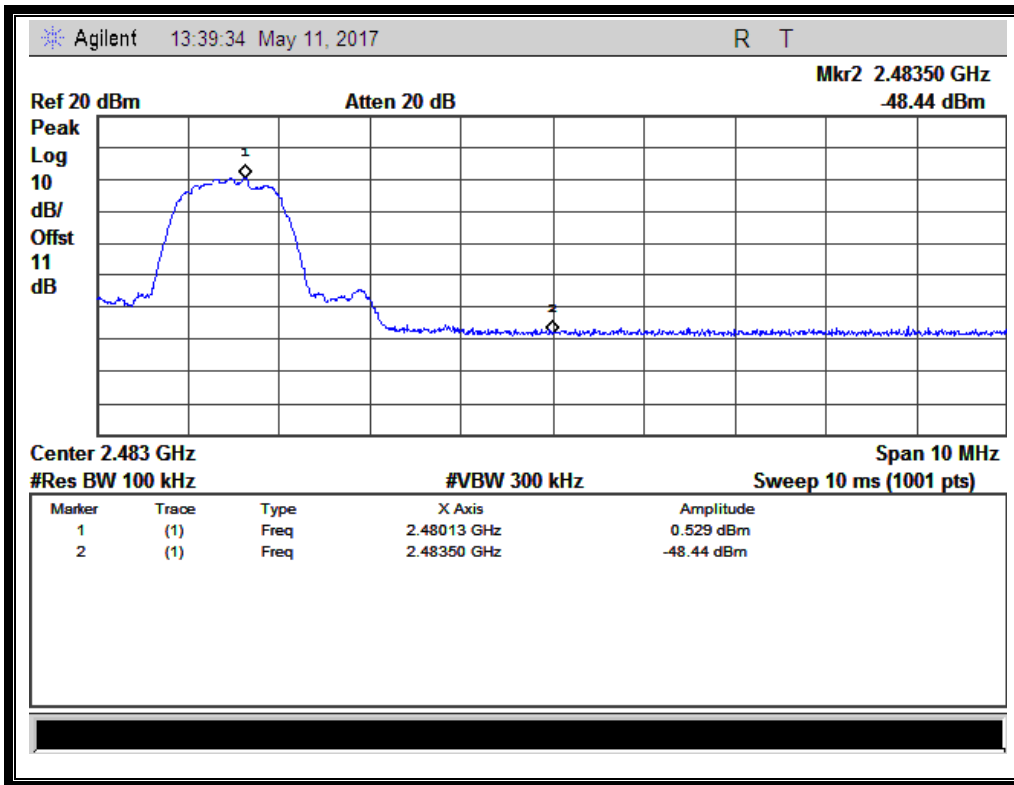 Agilent 13:39:34 May 11, 2017 R T
Mkr2 2.48350 GHz
Ref 20 dBm Atten 20 dB -48.44 dBm
Peak
Log
10
dB/
Offst
11
dB
1
2
Center 2.483 GHz Span 10 MHz
#Res BW 100 kHz #VBW 300 kHz Sweep 10 ms (1001 pts)
Marker Trace Type X Axis Amplitude
1 (1) Freq 2.48013 GHz 0.529 dBm
2 (1) Freq 2.48350 GHz -48.44 dBm